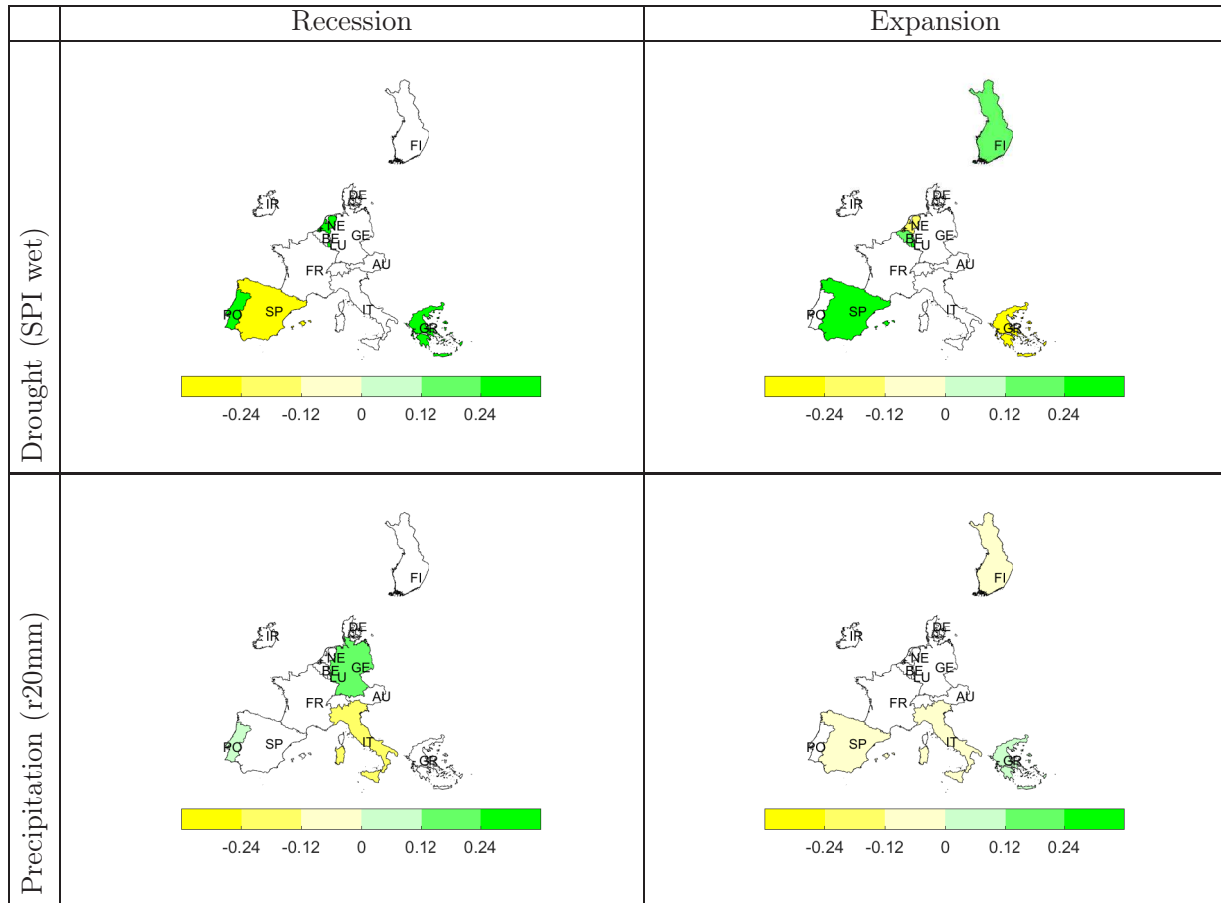 Recession
Expansion
Drought (SPI wet)
FI
DE
IR
NE
BE
LU
GE
FR
AU
PO
SP
IT
GR
-0.24 -0.12 0 0.12 0.24
FI
DE
IR
NE
BE
LU
GE
FR
AU
PO
SP
IT
GR
-0.24 -0.12 0 0.12 0.24
Precipitation (r20mm)
FI
DE
IR
NE
BE
LU
GE
FR
AU
PO
SP
IT
GR
-0.24 -0.12 0 0.12 0.24
FI
DE
IR
NE
BE
LU
GE
FR
AU
PO
SP
IT
GR
-0.24 -0.12 0 0.12 0.24